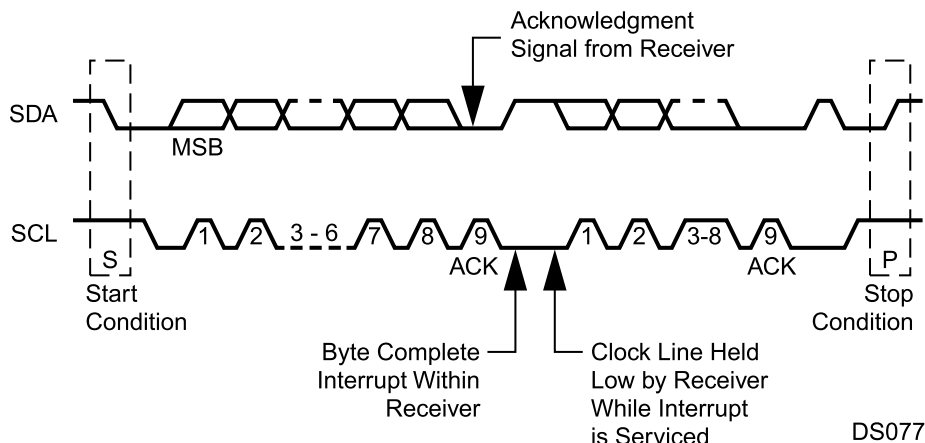 Acknowledgment
Signal from Receiver
SDA
MSB
SCL
S
1
2
3 - 6
7
8
9
1
2
3-8
9
P
ACK
ACK
Start
Condition
Stop
Condition
Byte Complete
Interrupt Within
Receiver
Clock Line Held
Low by Receiver
While Interrupt
is Serviced
DS077